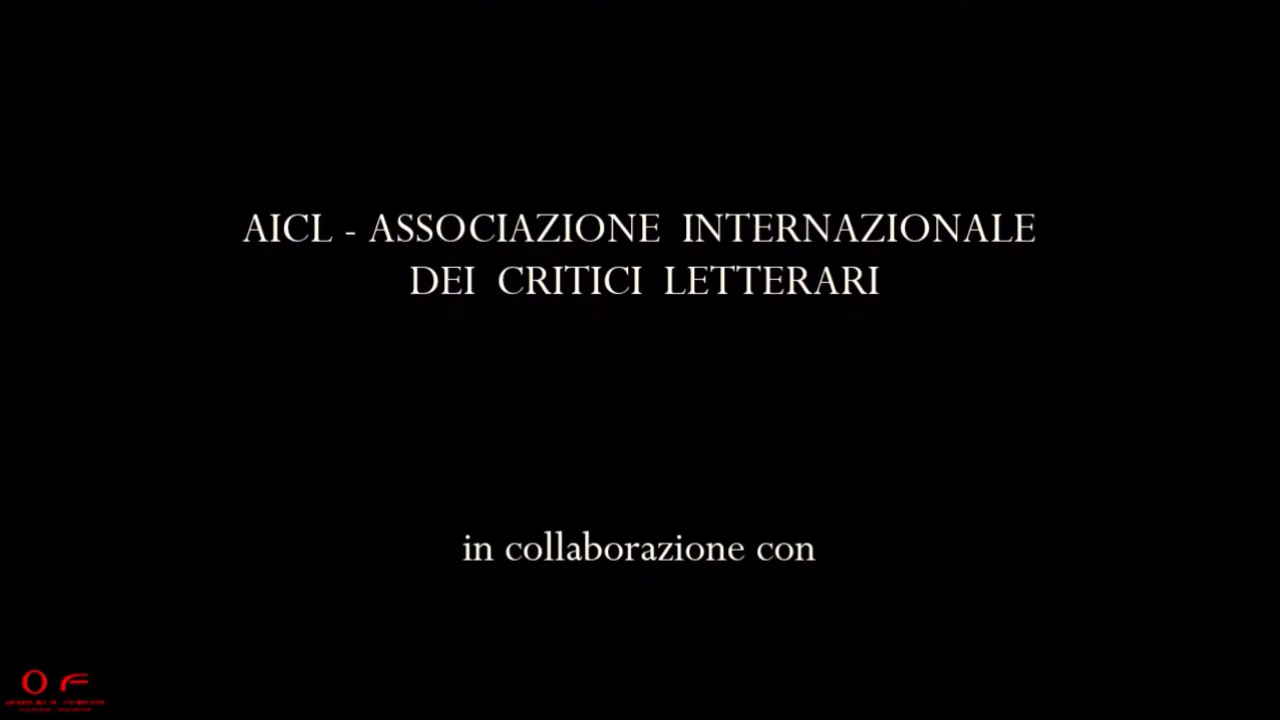 AICL - ASSOCIAZIONE INTERNAZIONALE
DEI CRITICI LETTERARI
in collaborazione con
O F